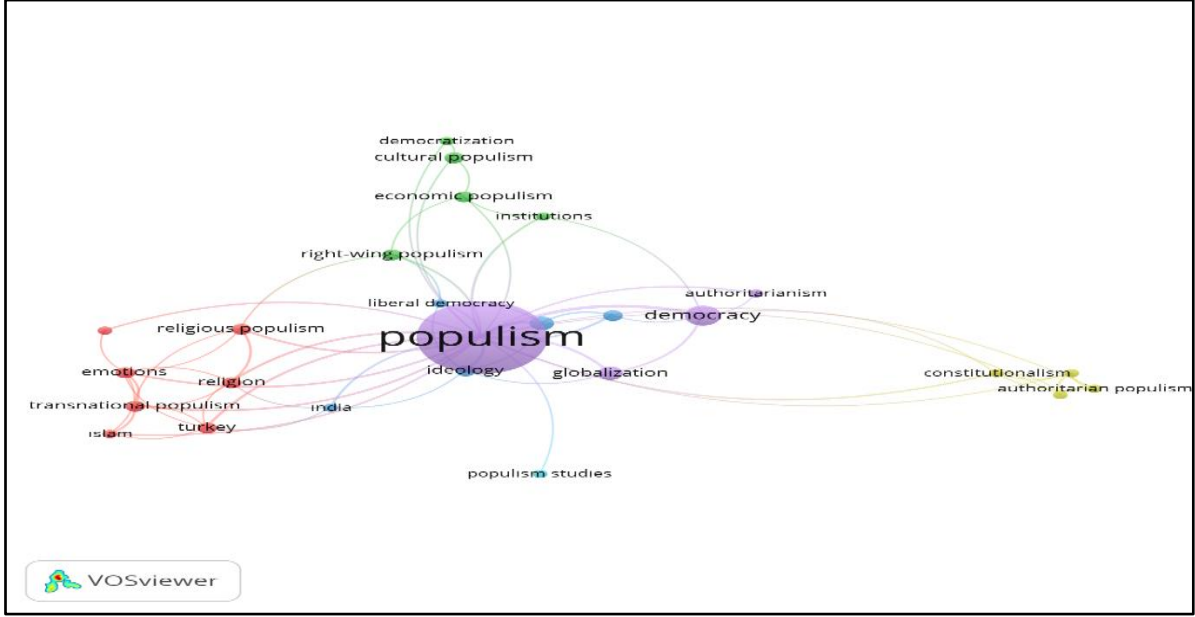 democratization
cultural populism
economic populism
institutions
right-wing populism
authoritarianism
liberal democracy
democracy
religious populism
populism
emotions
religion
ideology
globalization
constitutionalism
authoritarian populism
transnational populism
india
islam
turkey
populism studies
VOSviewer